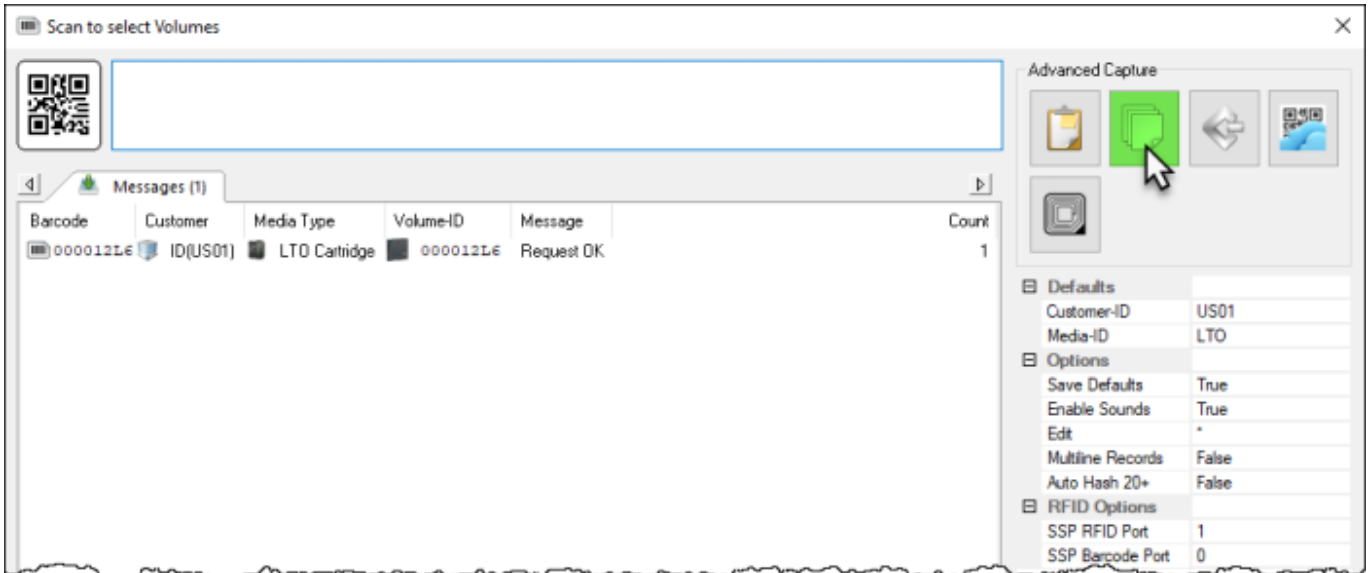 Scan to select Volumes
Advanced Capture
Messages (1)
Barcode Customer Media Type Volume-ID Message Count
000012L6 ID(US01) LTO Cartridge 000012L6 Request OK 1
Defaults
Customer-ID US01
Media-ID LTO
Options
Save Defaults True
Enable Sounds True
Edit *
Multiline Records False
Auto Hash 20+ False
RFID Options
SSP RFID Port 1
SSP Barcode Port 0